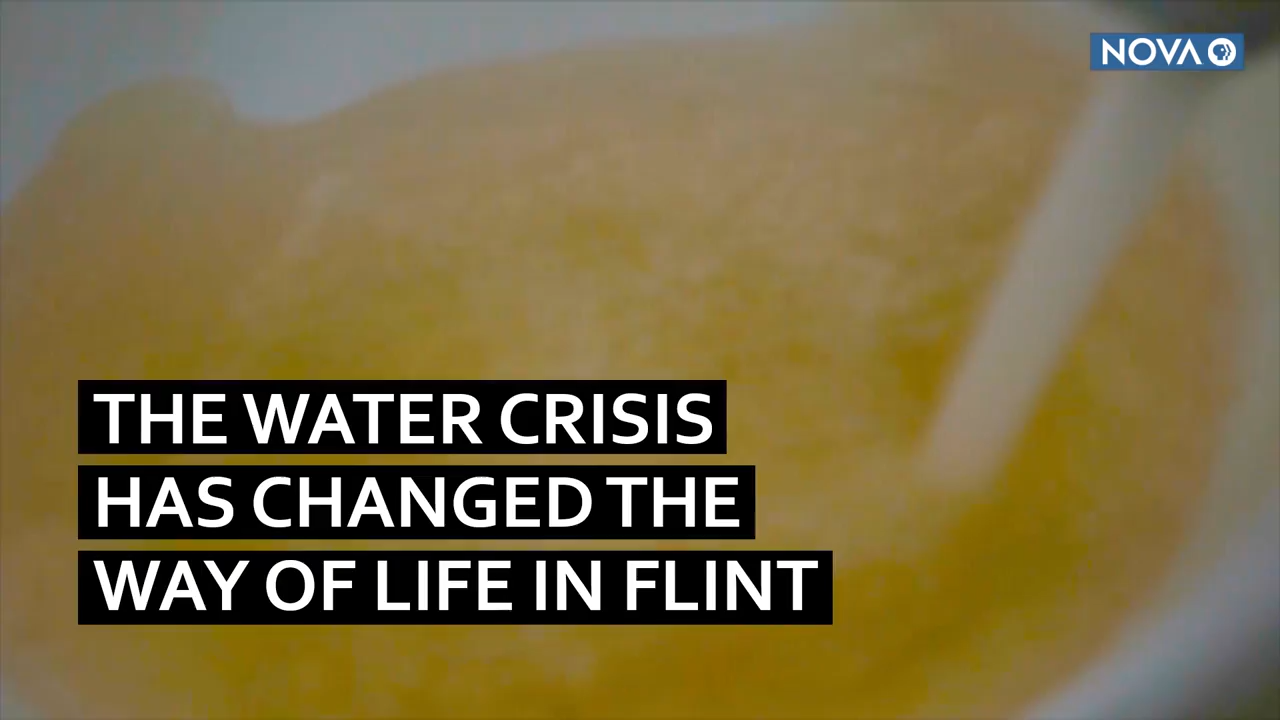 NOVA
THE WATER CRISIS
HAS CHANGED THE
WAY OF LIFE IN FLINT